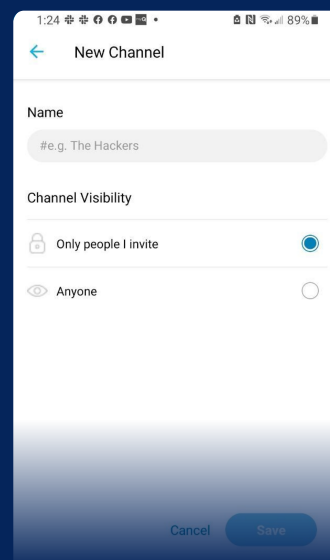 1:24
89%
New Channel
Name
#e.g. The Hackers
Channel Visibility
Only people I invite
Anyone
Cancel
Save